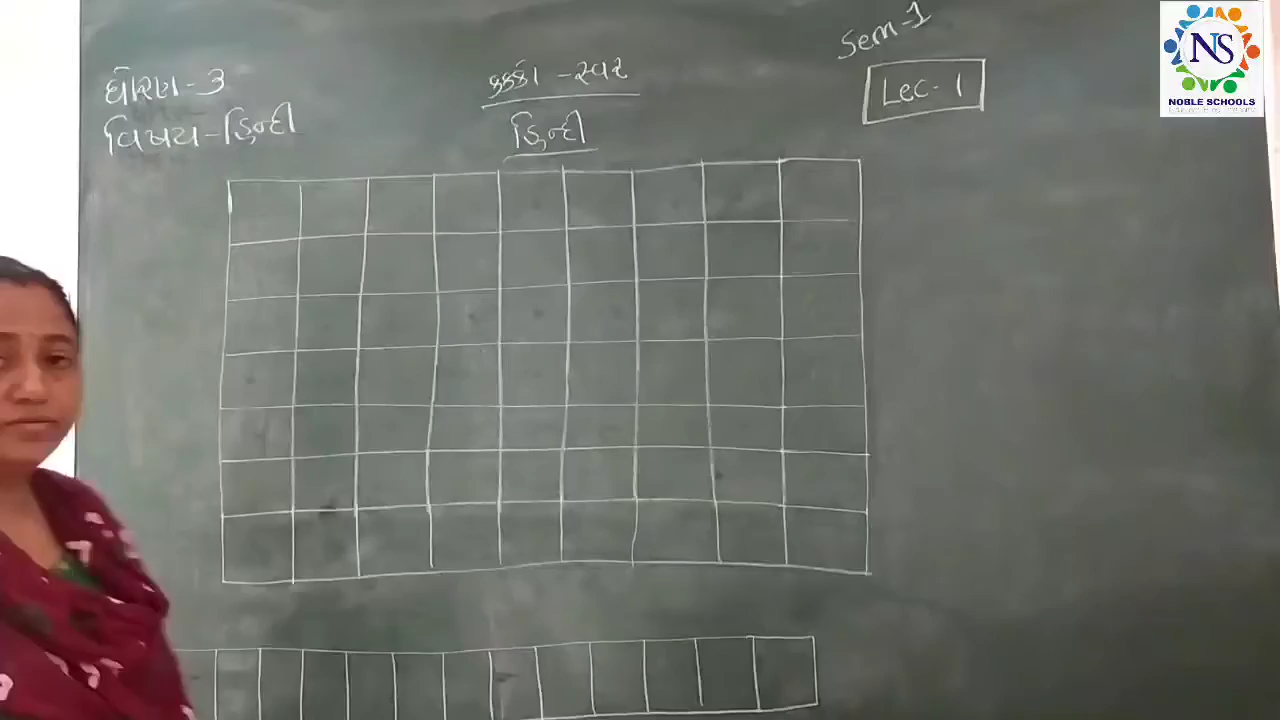 ધોરણ-3
વિષય-હિન્દી
કક્કો-સ્વર
હિન્દી
Sem-1
Lec-1
NS
NOBLE SCHOOLS